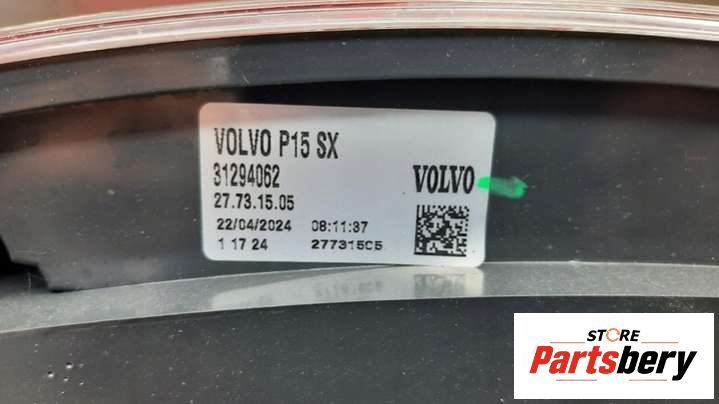 VOLVO P15 SX
31294062
VOLVO
27.73.15.05
22/04/2024 08:11:37
1 17 24 27731505
STORE
Partsbery